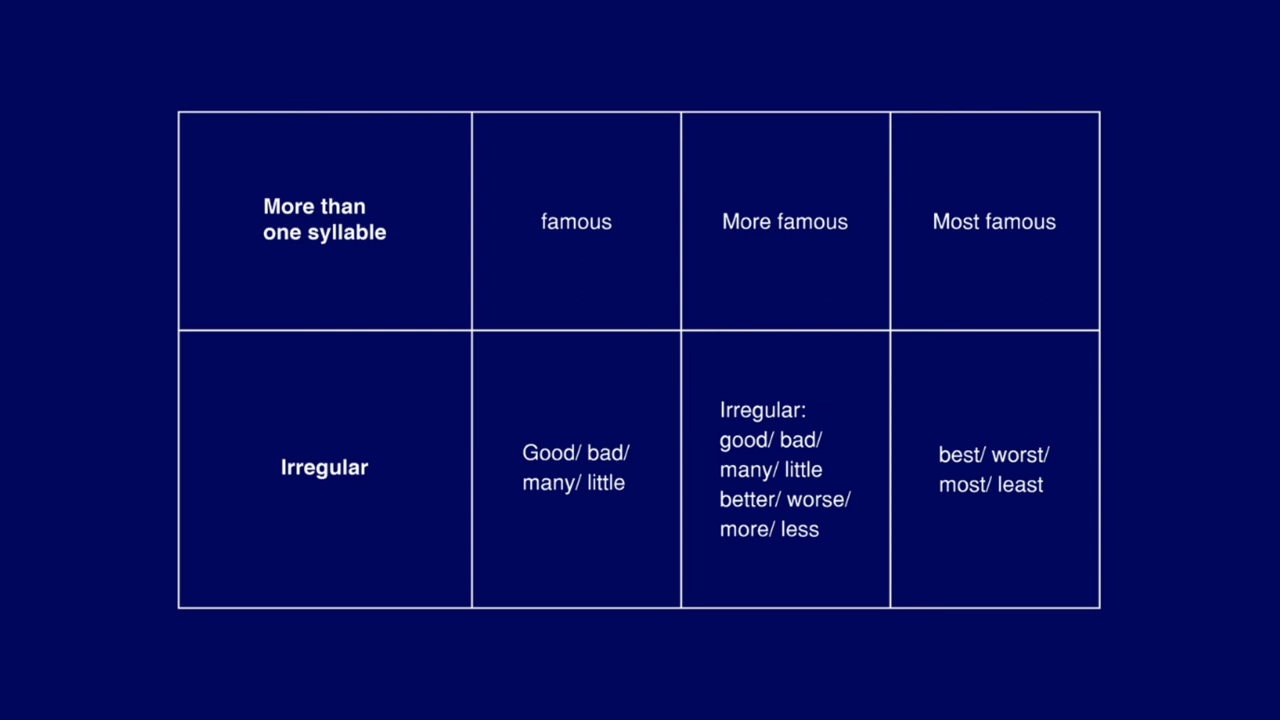 More than
one syllable
famous
More famous
Most famous
Irregular
Good/ bad/
many/ little
Irregular:
good/ bad/
many/ little
better/ worse/
more/ less
best/ worst/
most/ least